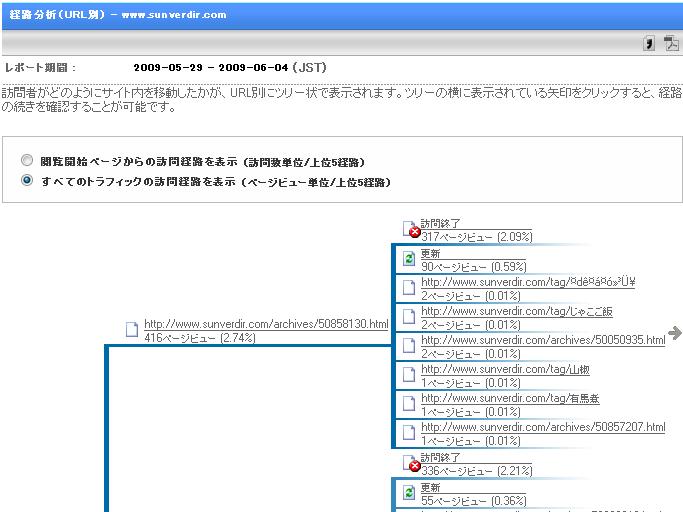 経路分析(URL別) - www.sunverdir.com
レポート期間: 2009-05-29 - 2009-06-04 (JST)
訪問者がどのようにサイト内を移動したかが、URL別にツリー状で表示されます。ツリーの横に表示されている矢印をクリックすると、経路
の続きを確認することが可能です。
閲覧開始ページからの訪問経路を表示 (訪問数単位/上位5経路)
すべてのトラフィックの訪問経路を表示 (ページビュー単位/上位5経路)
訪問終了
317ページビュー (2.09%)
更新
90ページビュー (0.59%)
http://www.sunverdir.com/tag/¤dê¤á¤ó»³Ü¥
2ページビュー (0.01%)
http://www.sunverdir.com/tag/じゃこご飯
2ページビュー (0.01%)
http://www.sunverdir.com/archives/50858130.html
416ページビュー (2.74%)
http://www.sunverdir.com/archives/50050935.html
2ページビュー (0.01%)
http://www.sunverdir.com/tag/山椒
1ページビュー (0.01%)
http://www.sunverdir.com/tag/有馬煮
1ページビュー (0.01%)
http://www.sunverdir.com/archives/50857207.html
1ページビュー (0.01%)
訪問終了
336ページビュー (2.21%)
更新
55ページビュー (0.36%)